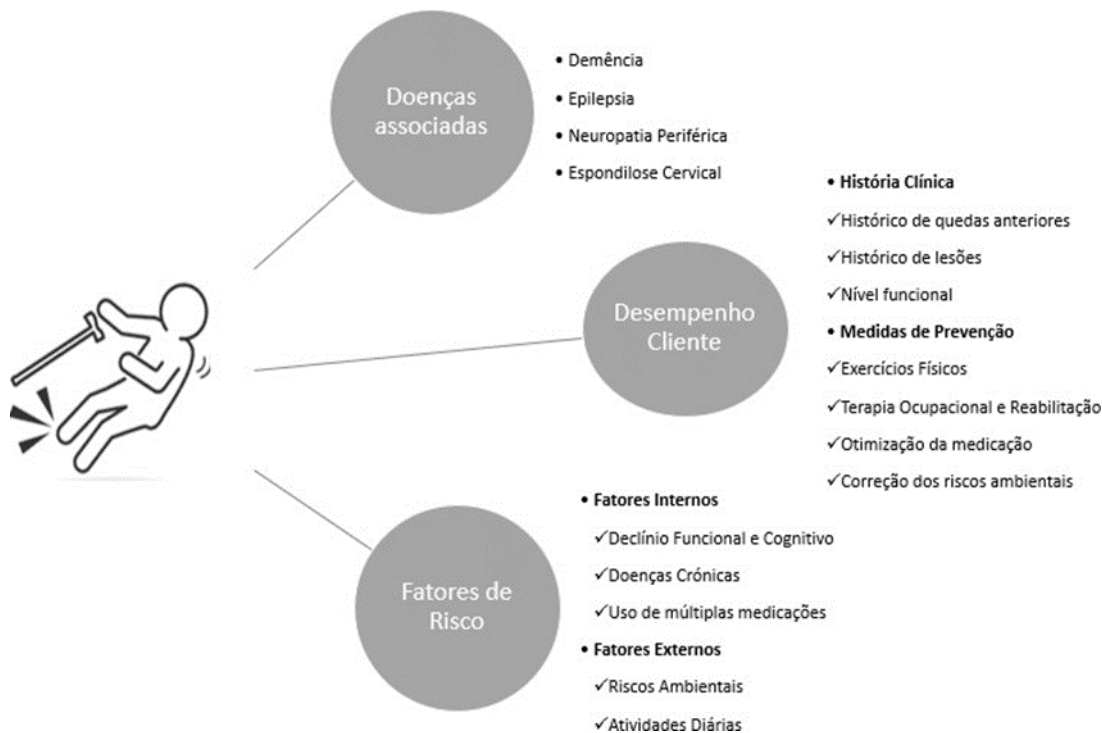 Doenças
associadas
• Demência
• Epilepsia
• Neuropatia Periférica
• Espondilose Cervical
Desempenho
Cliente
• História Clínica
✓Histórico de quedas anteriores
✓Histórico de lesões
✓Nível funcional
• Medidas de Prevenção
✓Exercícios Físicos
✓Terapia Ocupacional e Reabilitação
✓Otimização da medicação
✓Correção dos riscos ambientais
Fatores de
Risco
• Fatores Internos
✓Declínio Funcional e Cognitivo
✓Doenças Crónicas
✓Uso de múltiplas medicações
• Fatores Externos
✓Riscos Ambientais
✓Atividades Diárias